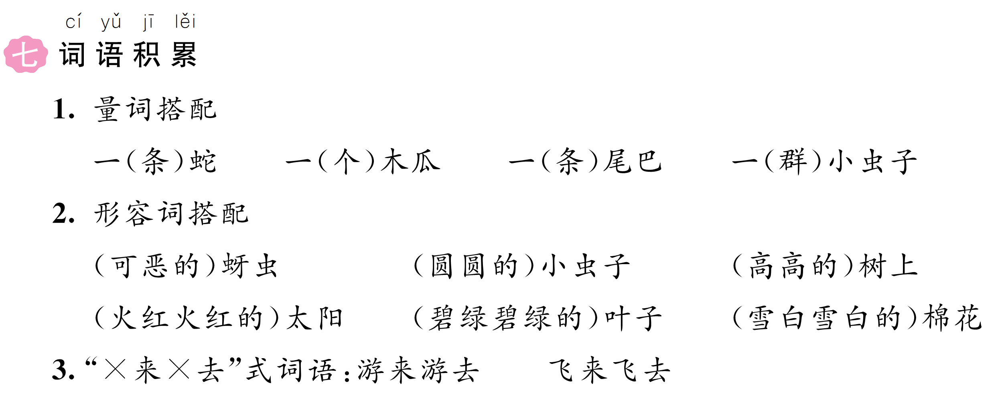 cí yǔ jī lěi
七 词语积累
1. 量词搭配
一(条)蛇 一(个)木瓜 一(条)尾巴 一(群)小虫子
2. 形容词搭配
(可恶的)蚜虫 (圆圆的)小虫子 (高高的)树上
(火红火红的)太阳 (碧绿碧绿的)叶子 (雪白雪白的)棉花
3. “×来×去”式词语:游来游去 飞来飞去